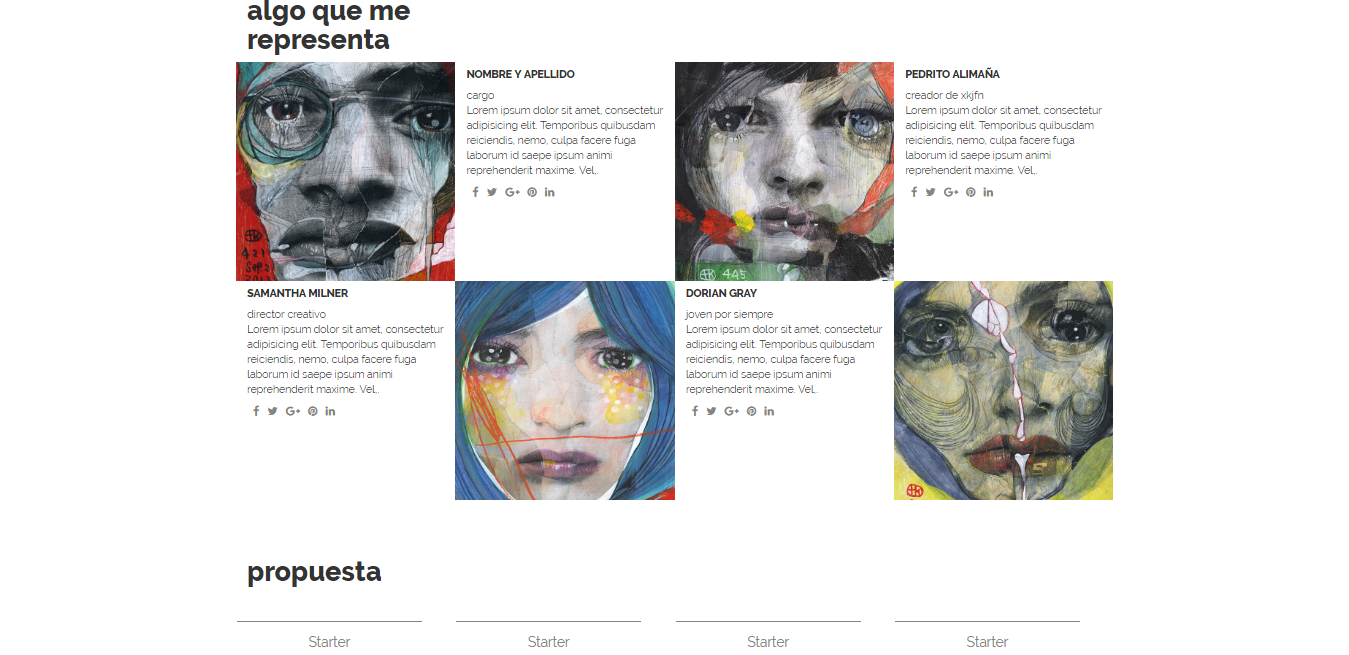 algo que me
representa
NOMBRE Y APELLIDO
cargo
Lorem ipsum dolor sit amet, consectetur
adipisicing elit. Temporibus quibusdam
reiciendis, nemo, culpa facere fuga
laborum id saepe ipsum animi
reprehenderit maxime. Vel,.
PEDRITO ALIMAÑA
creador de xkjfn
Lorem ipsum dolor sit amet, consectetur
adipisicing elit. Temporibus quibusdam
reiciendis, nemo, culpa facere fuga
laborum id saepe ipsum animi
reprehenderit maxime. Vel,.
421
Sep.2
445
SAMANTHA MILNER
director creativo
Lorem ipsum dolor sit amet, consectetur
adipisicing elit. Temporibus quibusdam
reiciendis, nemo, culpa facere fuga
laborum id saepe ipsum animi
reprehenderit maxime. Vel,.
DORIAN GRAY
joven por siempre
Lorem ipsum dolor sit amet, consectetur
adipisicing elit. Temporibus quibusdam
reiciendis, nemo, culpa facere fuga
laborum id saepe ipsum animi
reprehenderit maxime. Vel,.
propuesta
Starter
Starter
Starter
Starter